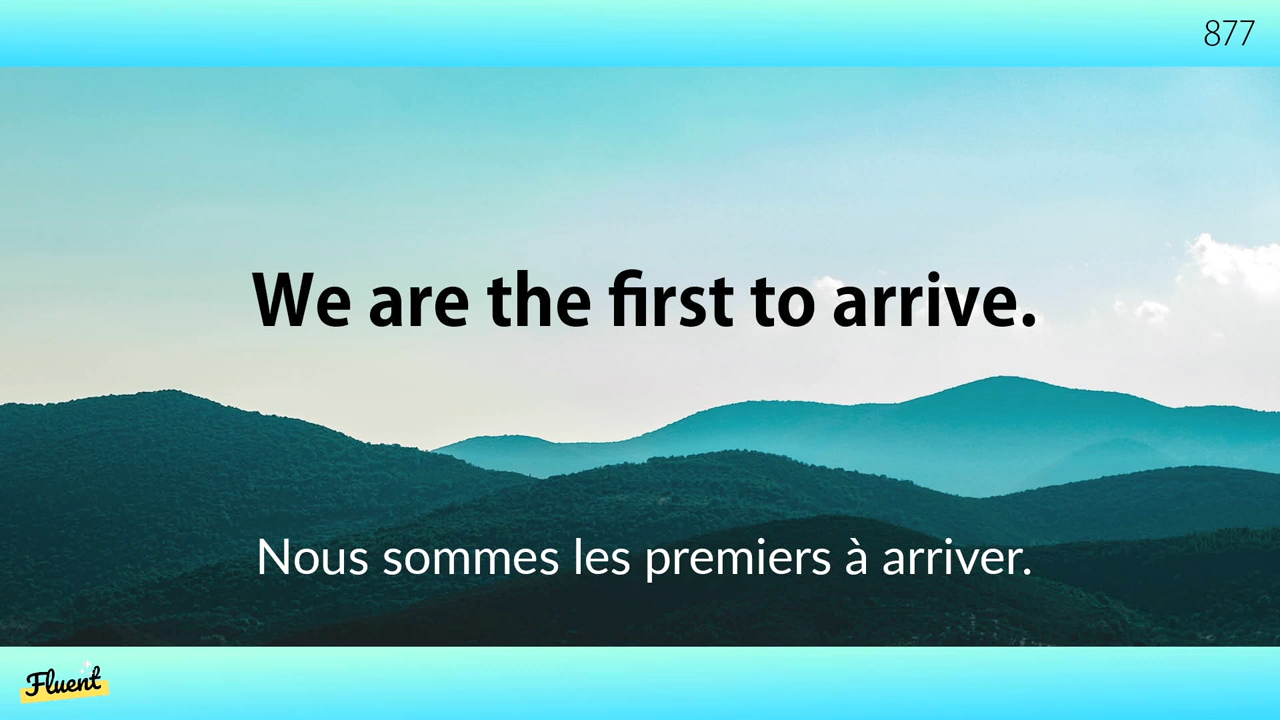 877
We are the first to arrive.
Nous sommes les premiers à arriver.
Fluent